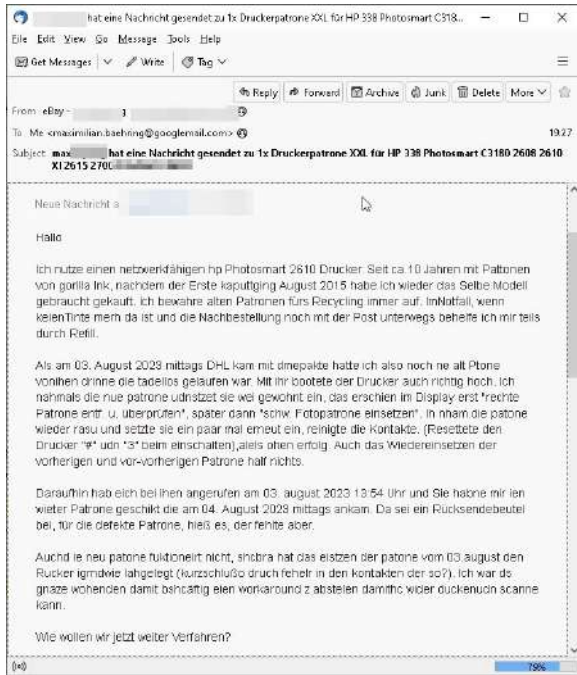 hat eine Nachricht gesendet zu 1x Druckerpatrone XXL für HP 338 Photosmart C318...
File Edit View Go Message Tools Help
Get Messages Write Tag
Reply Forward Archive Junk Delete More
From eBay -
To Me <maximilian.baehring@googlemail.com> 19:27
Subject max hat eine Nachricht gesendet zu 1x Druckerpatrone XXL für HP 338 Photosmart C3180 2608 2610
XI 2615 270
Neue Nachricht a
Hallo
Ich nutze einen netzwerkfähigen hp Photosmart 2610 Drucker. Seit ca.10 Jahren mit Pattonen
von gorilla Ink, nachdem der Erste kaputtging August 2015 habe ich wieder das Selbe Modell
gebraucht gekauft. ich bewahre alten Patronen fürs Recycling immer auf. ImNotfall, wenn
keienTinte merh da ist und die Nachbestellung noch mit der Post unterwegs behelfe ich mir teils
durch Refill.
Als am 03. August 2023 mittags DHL kam mit dmepakte hatte ich also noch ne alt Ptone
vonihen drinne die tadellos gelaufen war. Mit ihr bootete der Drucker auch richtig hoch. Ich
nahmals die nue patrone udnstzet sie wei gewohnt ein, das erschien im Display erst "rechte
Patrone entf. u. überprüfen", später dann "schw. Fotopatrone einsetzen". In nham die patone
wieder rasu und setzte sie ein paar mal erneut ein, reinigte die Kontakte. (Resettete den
Drucker "#" udn "3" beim einschalten),aleis ohen erfolg. Auch das Wiedereinsetzen der
vorherigen und vor-vorherigen Patrone half nichts.
Daraufhin hab eich bei Ihen angerufen am 03. august 2023 13:54 Uhr und Sie habne mir ien
wieter Patrone geschikt die am 04. August 2023 mittags ankam. Da sei ein Rücksendebeutel
bei, für die defekte Patrone, hieß es, der fehlte aber.
Auchd ie neu patone fuktioneirt nicht, shcbra hat das eistzen der patone vom 03.august den
Rucker igrndwie lahgelegt (kurzschlußo druch fehelr in den kontakten der so?). Ich war ds
gnaze wohenden damit bshcäftig eien workaround z abstelen damithc wider duckenucin scanne
kann.
Wie wollen wir jetzt weiter Verfahren?
79%